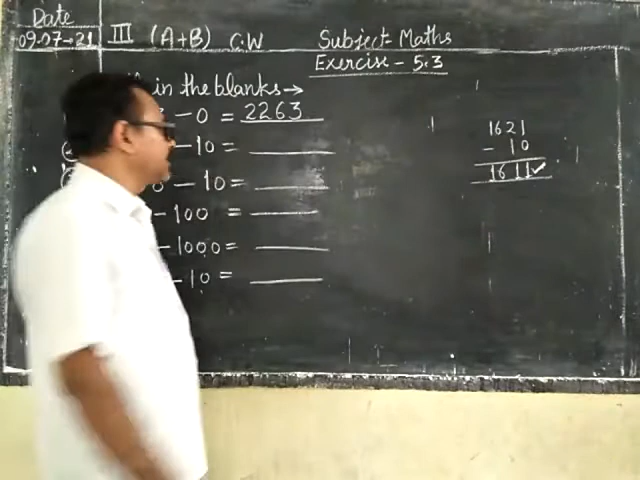 Date
09.07-21 III (A+B) C.W Subject- Maths
Exercise - 5.3
in the blanks→
- 0 = 2263
- 10 =
- 10 =
- 100 =
- 1000 =
- 10 =
1621
- 10
1611✓